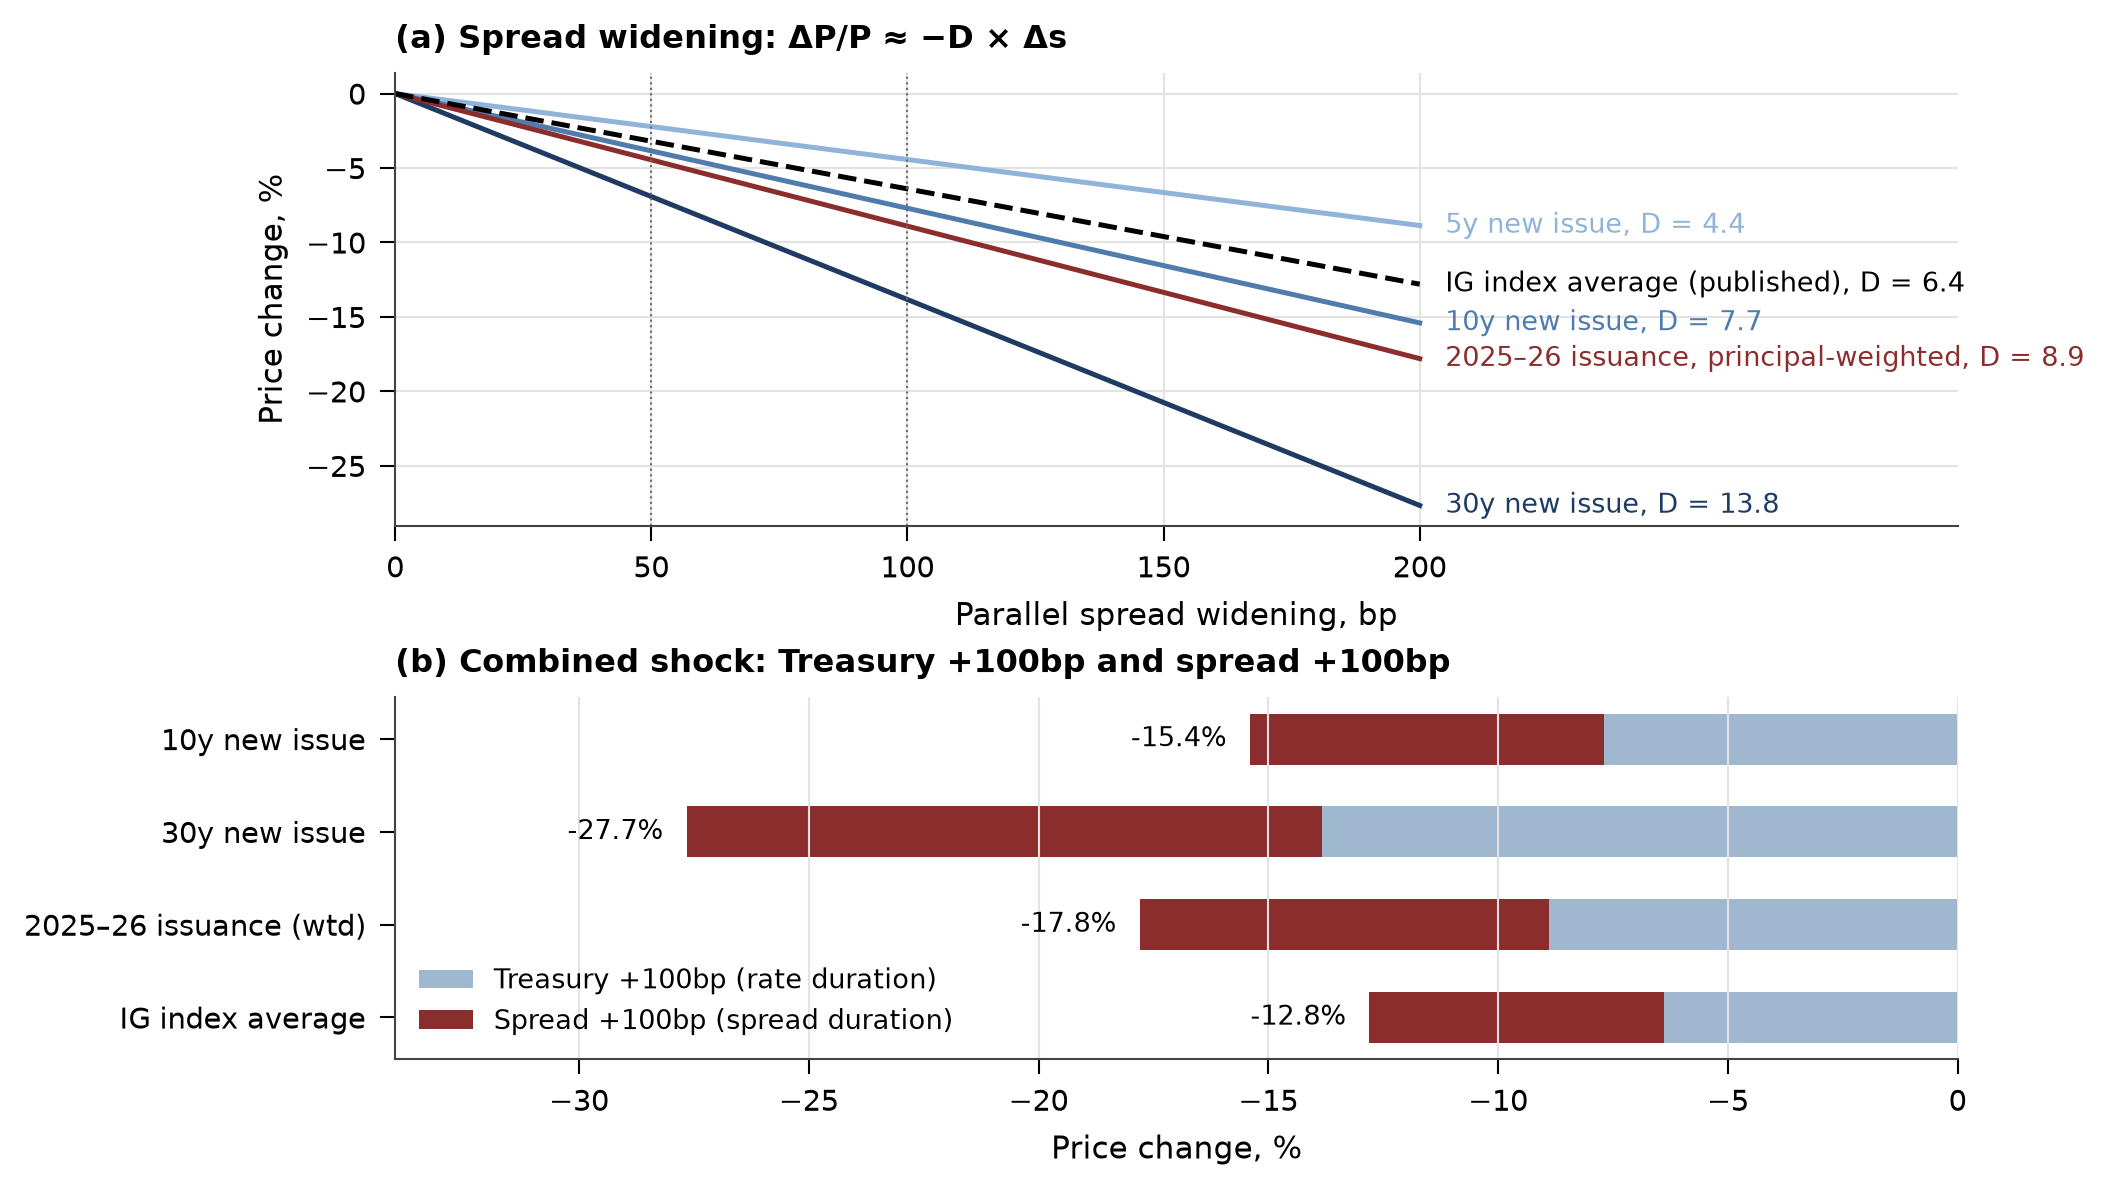 (a) Spread widening: ΔP/P ≈ −D × Δs
Price change, %
0
−5
−10
−15
−20
−25
5y new issue, D = 4.4
IG index average (published), D = 6.4
10y new issue, D = 7.7
2025–26 issuance, principal-weighted, D = 8.9
30y new issue, D = 13.8
0 50 100 150 200
Parallel spread widening, bp
(b) Combined shock: Treasury +100bp and spread +100bp
10y new issue -15.4%
30y new issue -27.7%
2025–26 issuance (wtd) -17.8%
Treasury +100bp (rate duration)
Spread +100bp (spread duration)
IG index average -12.8%
−30 −25 −20 −15 −10 −5 0
Price change, %